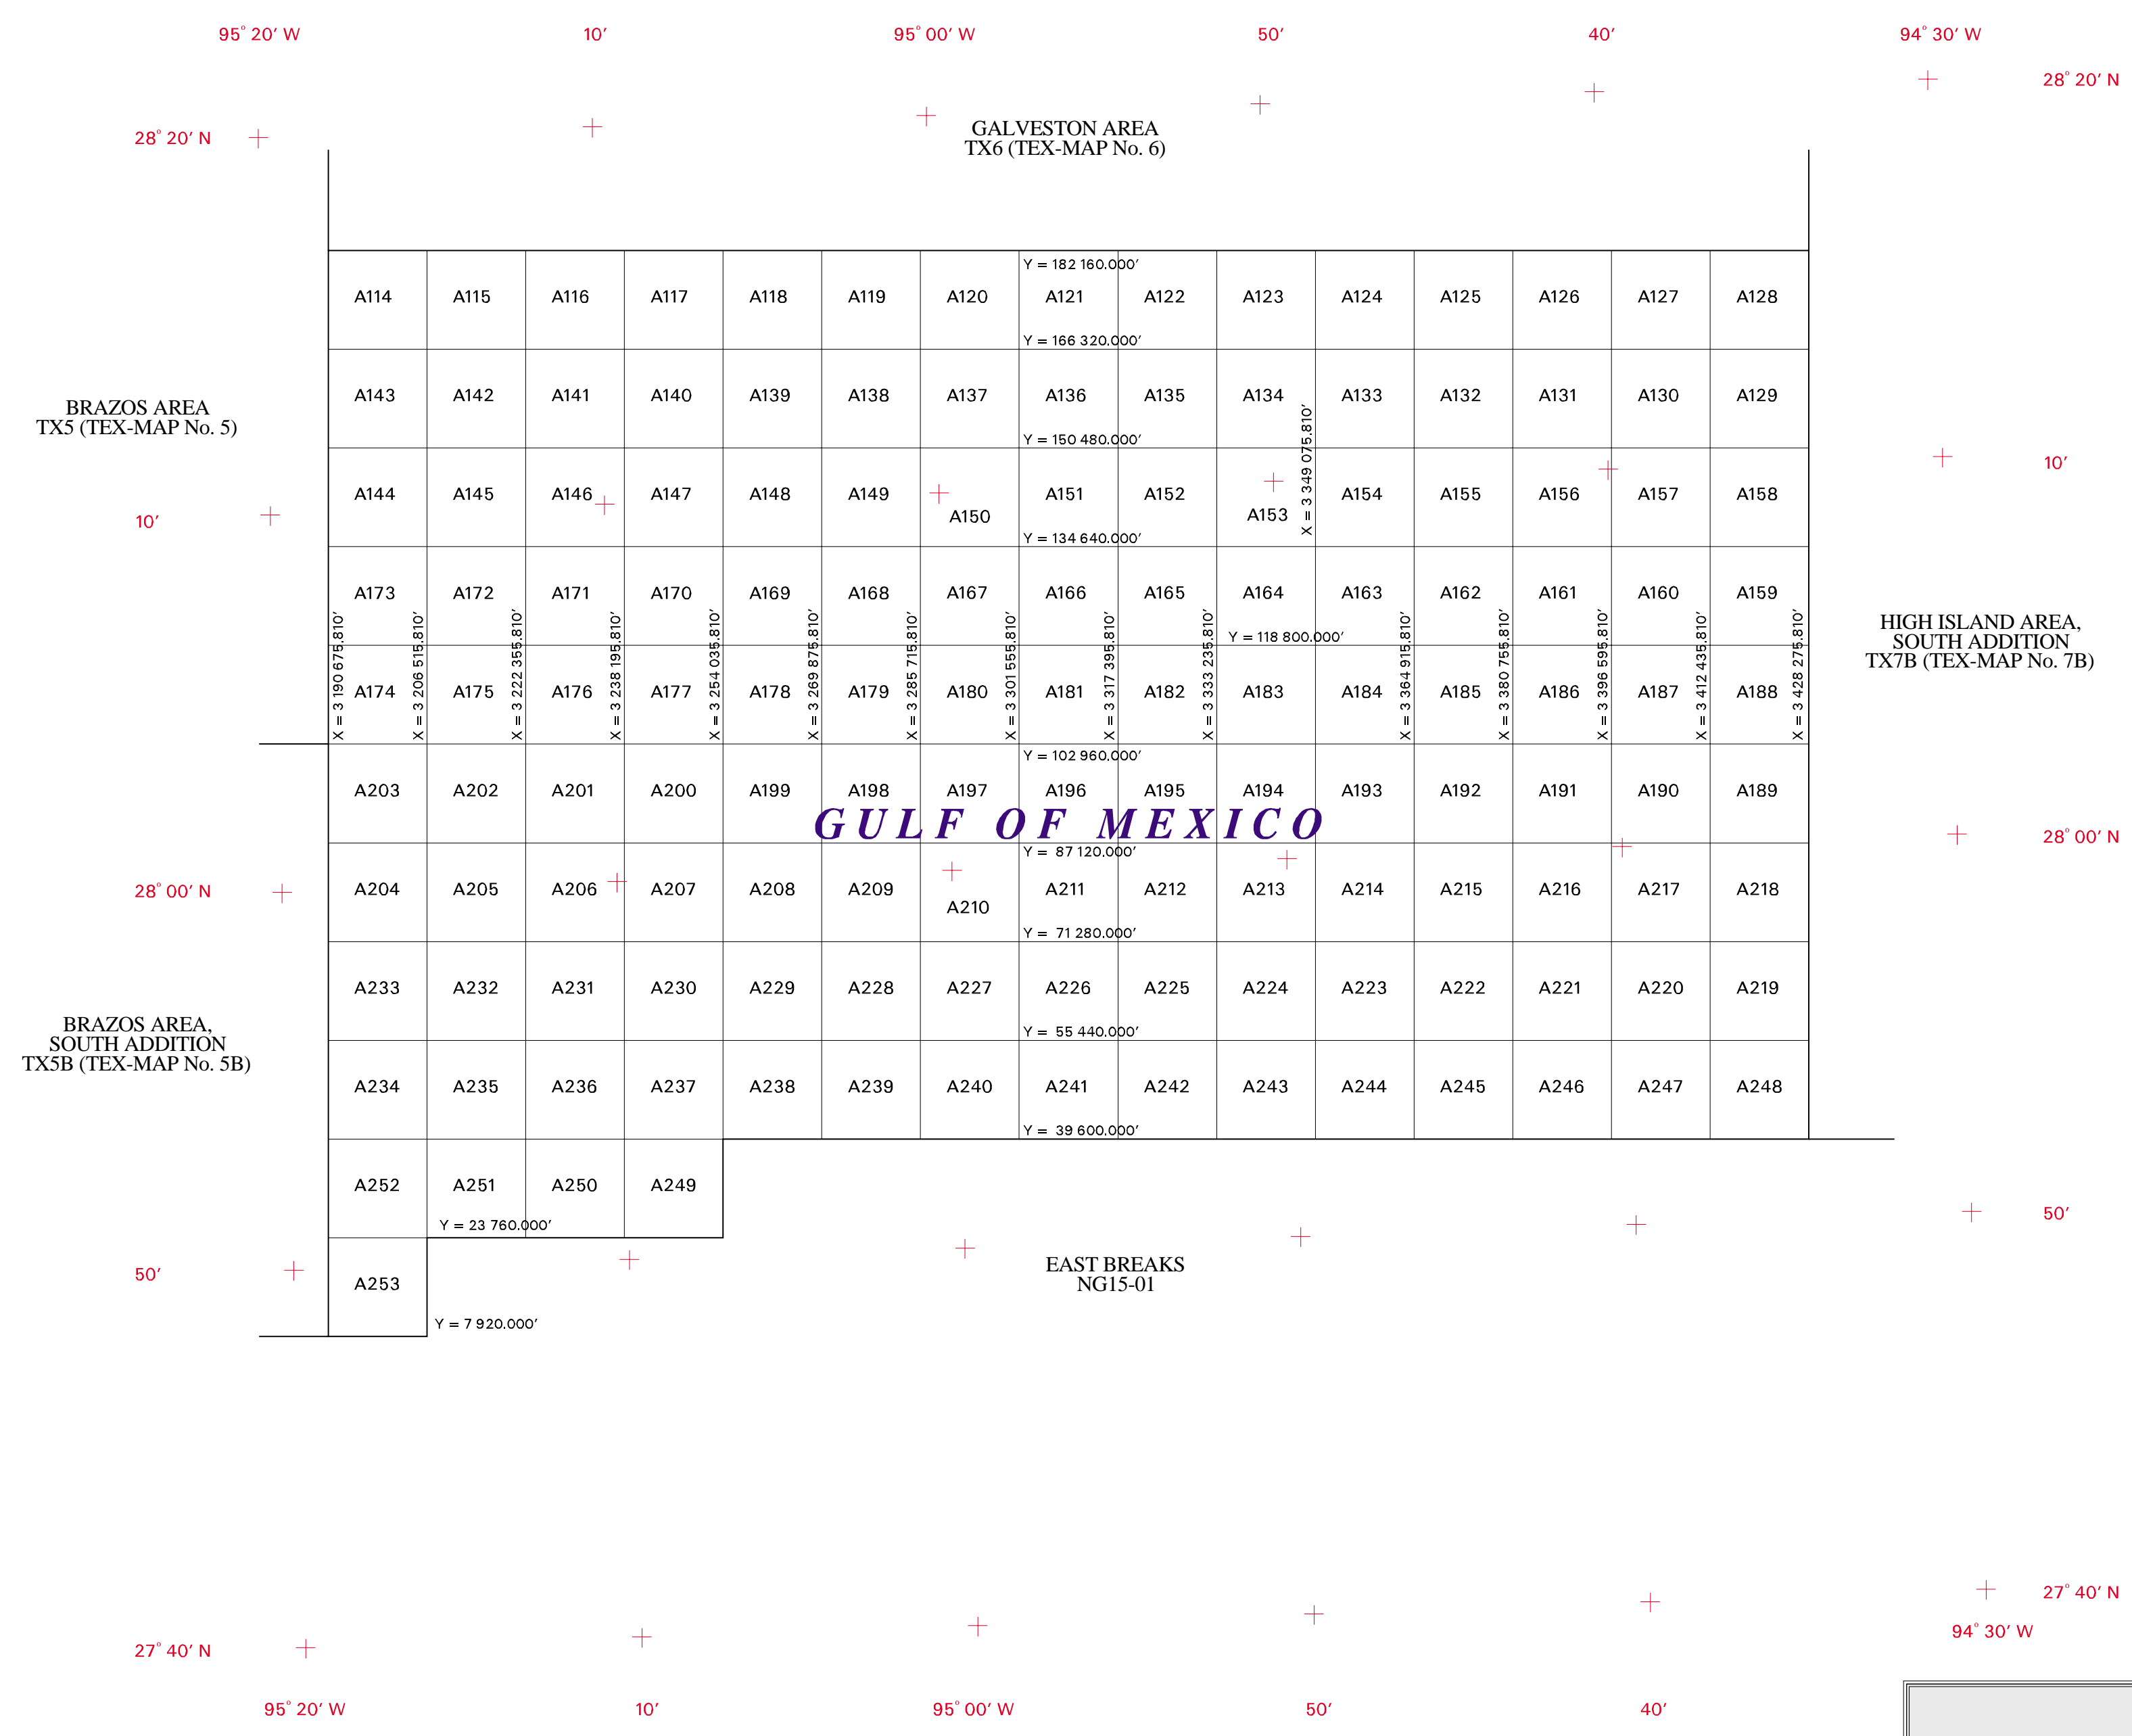 95° 20′ W 10′ 95° 00′ W 50′ 40′ 94° 30′ W
28° 20′ N
28° 20′ N
GALVESTON AREA
TX6 (TEX-MAP No. 6)
Y = 182 160.000′
A114 A115 A116 A117 A118 A119 A120 A121 A122 A123 A124 A125 A126 A127 A128
Y = 166 320.000′
A143 A142 A141 A140 A139 A138 A137 A136 A135 A134 A133 A132 A131 A130 A129
BRAZOS AREA
TX5 (TEX-MAP No. 5)
Y = 150 480.000′
X = 3 349 075.810′
10′
A144 A145 A146 A147 A148 A149 A150 A151 A152 A153 A154 A155 A156 A157 A158
10′
Y = 134 640.000′
A173 A172 A171 A170 A169 A168 A167 A166 A165 A164 A163 A162 A161 A160 A159
HIGH ISLAND AREA,
SOUTH ADDITION
TX7B (TEX-MAP No. 7B)
Y = 118 800.000′
X = 3 190 675.810′
X = 3 206 515.810′
X = 3 222 355.810′
X = 3 238 195.810′
X = 3 254 035.810′
X = 3 269 875.810′
X = 3 285 715.810′
X = 3 301 555.810′
X = 3 317 395.810′
X = 3 333 235.810′
X = 3 364 915.810′
X = 3 380 755.810′
X = 3 396 595.810′
X = 3 412 435.810′
X = 3 428 275.810′
A174 A175 A176 A177 A178 A179 A180 A181 A182 A183 A184 A185 A186 A187 A188
Y = 102 960.000′
A203 A202 A201 A200 A199 A198 A197 A196 A195 A194 A193 A192 A191 A190 A189
GULF OF MEXICO
28° 00′ N
Y = 87 120.000′
28° 00′ N
A204 A205 A206 A207 A208 A209 A210 A211 A212 A213 A214 A215 A216 A217 A218
Y = 71 280.000′
A233 A232 A231 A230 A229 A228 A227 A226 A225 A224 A223 A222 A221 A220 A219
BRAZOS AREA,
SOUTH ADDITION
TX5B (TEX-MAP No. 5B)
Y = 55 440.000′
A234 A235 A236 A237 A238 A239 A240 A241 A242 A243 A244 A245 A246 A247 A248
Y = 39 600.000′
A252 A251 A250 A249
50′
Y = 23 760.000′
50′
A253
EAST BREAKS
NG15-01
Y = 7 920.000′
27° 40′ N
94° 30′ W
27° 40′ N
95° 20′ W 10′ 95° 00′ W 50′ 40′